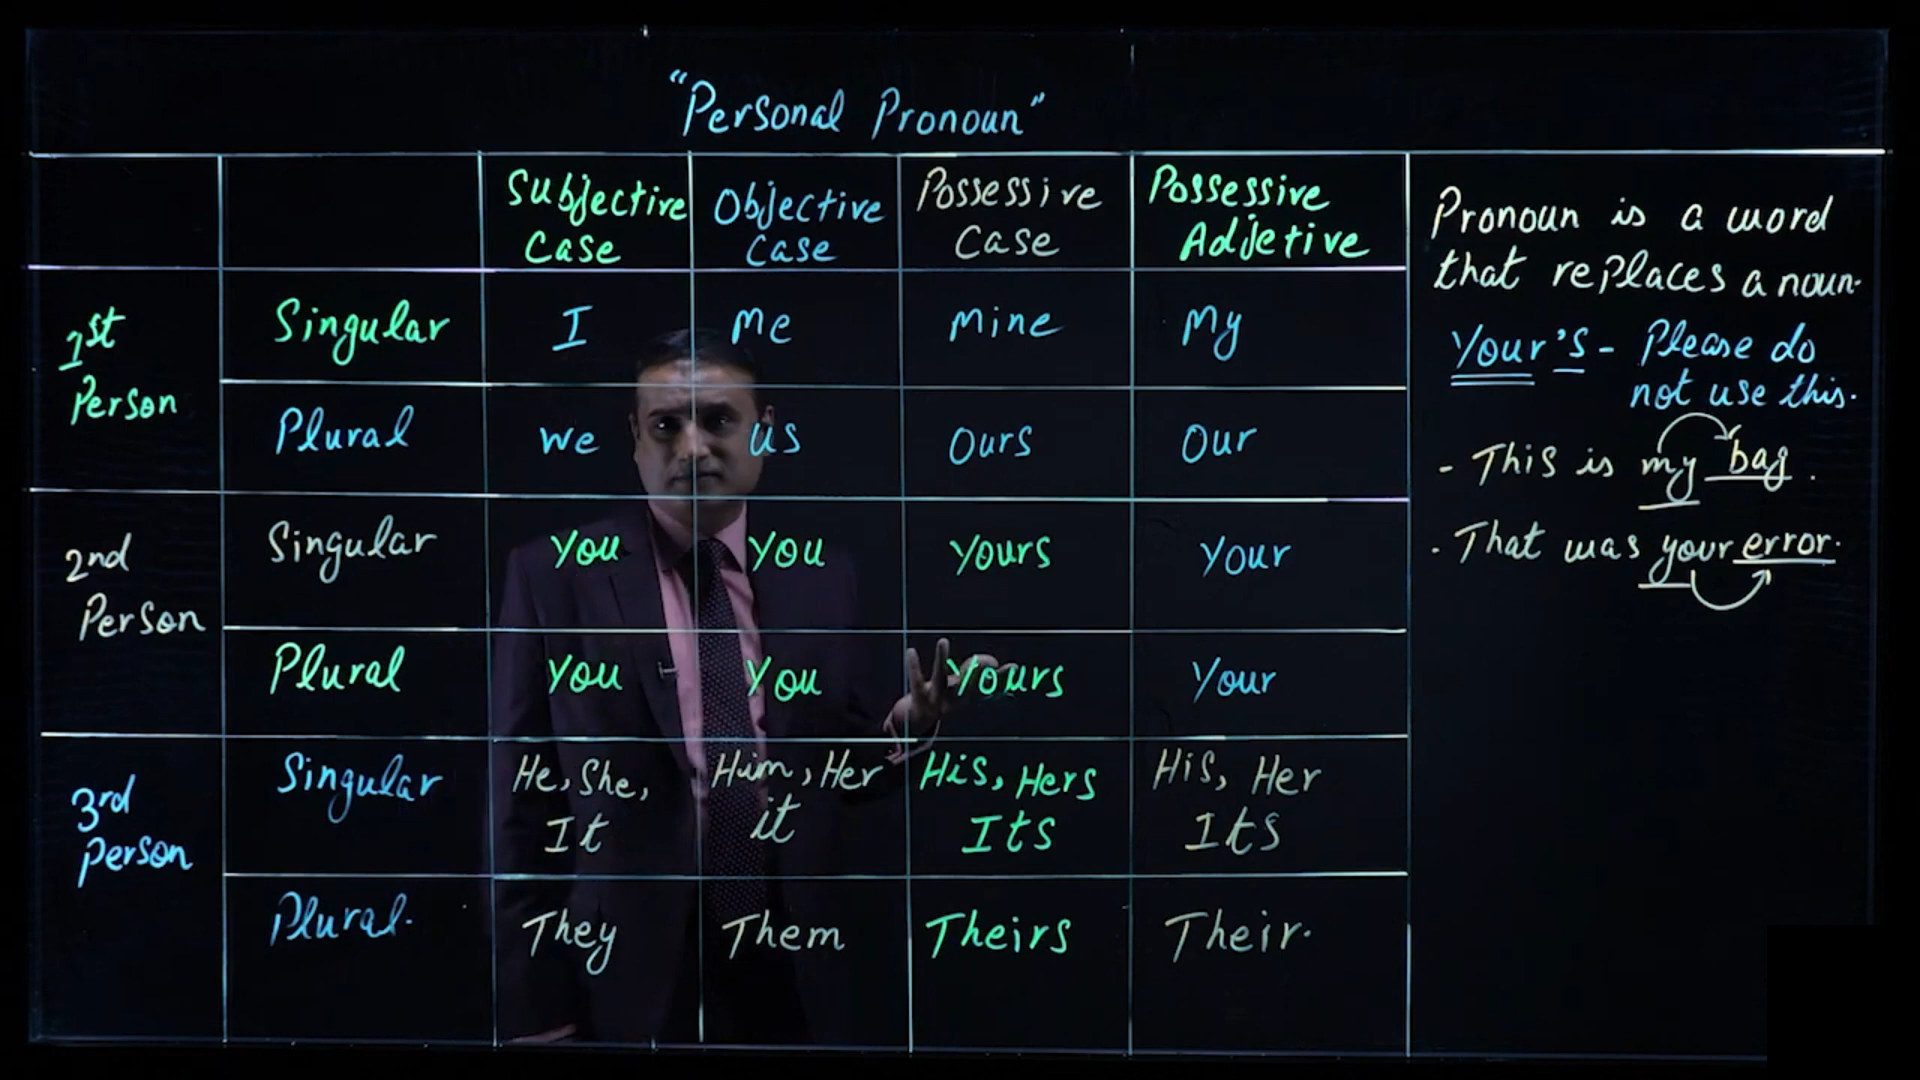 "Personal Pronoun"
Subjective Case
Objective Case
Possessive Case
Possessive Adjetive
1st Person
Singular
I
Me
Mine
My
Plural
We
us
Ours
Our
2nd Person
Singular
You
You
Yours
Your
Plural
You
You
Yours
Your
3rd Person
Singular
He, She, It
Him, Her it
His, Hers Its
His, Her Its
Plural.
They
Them
Theirs
Their.
Pronoun is a word
that replaces a noun.
Your's - Please do
not use this.
- This is my bag.
. That was your error.